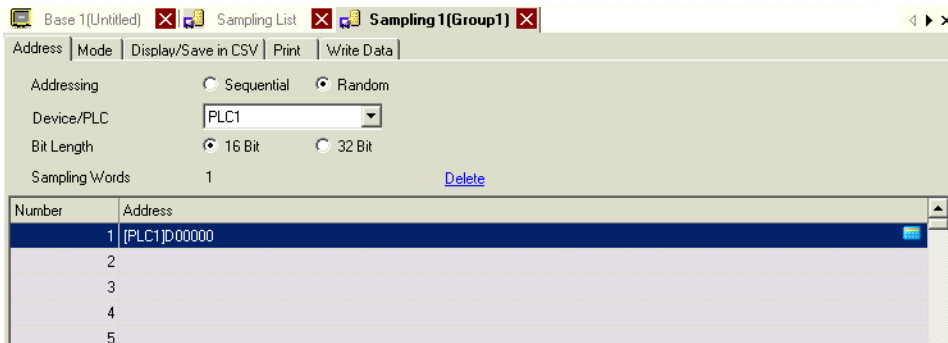 Base 1(Untitled) Sampling List Sampling 1(Group1)
Address Mode Display/Save in CSV Print Write Data
Addressing Sequential Random
Device/PLC PLC1
Bit Length 16 Bit 32 Bit
Sampling Words 1 Delete
Number Address
1 [PLC1]D00000
2
3
4
5